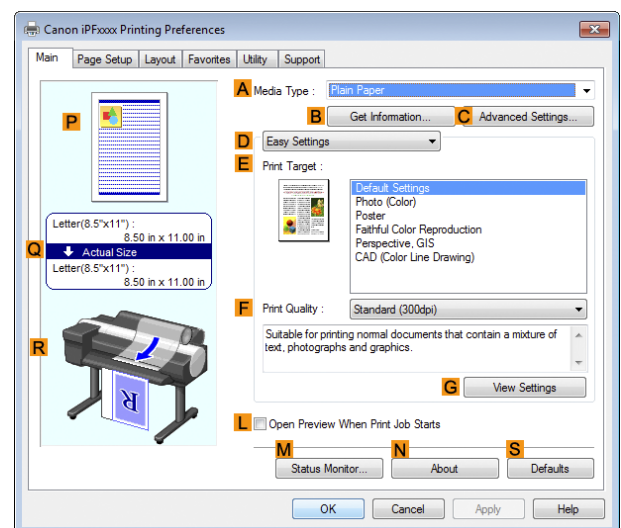 Canon iPFxxxx Printing Preferences
Main Page Setup Layout Favorites Utility Support
A Media Type : Plain Paper
B Get Information... C Advanced Settings...
D Easy Settings
E Print Target :
Default Settings
Photo (Color)
Poster
Faithful Color Reproduction
Perspective, GIS
CAD (Color Line Drawing)
P
Letter(8.5"x11") :
8.50 in x 11.00 in
Q Actual Size
Letter(8.5"x11") :
8.50 in x 11.00 in
R
R
F Print Quality : Standard (300dpi)
Suitable for printing normal documents that contain a mixture of
text, photographs and graphics.
G View Settings
L Open Preview When Print Job Starts
M Status Monitor... N About S Defaults
OK Cancel Apply Help